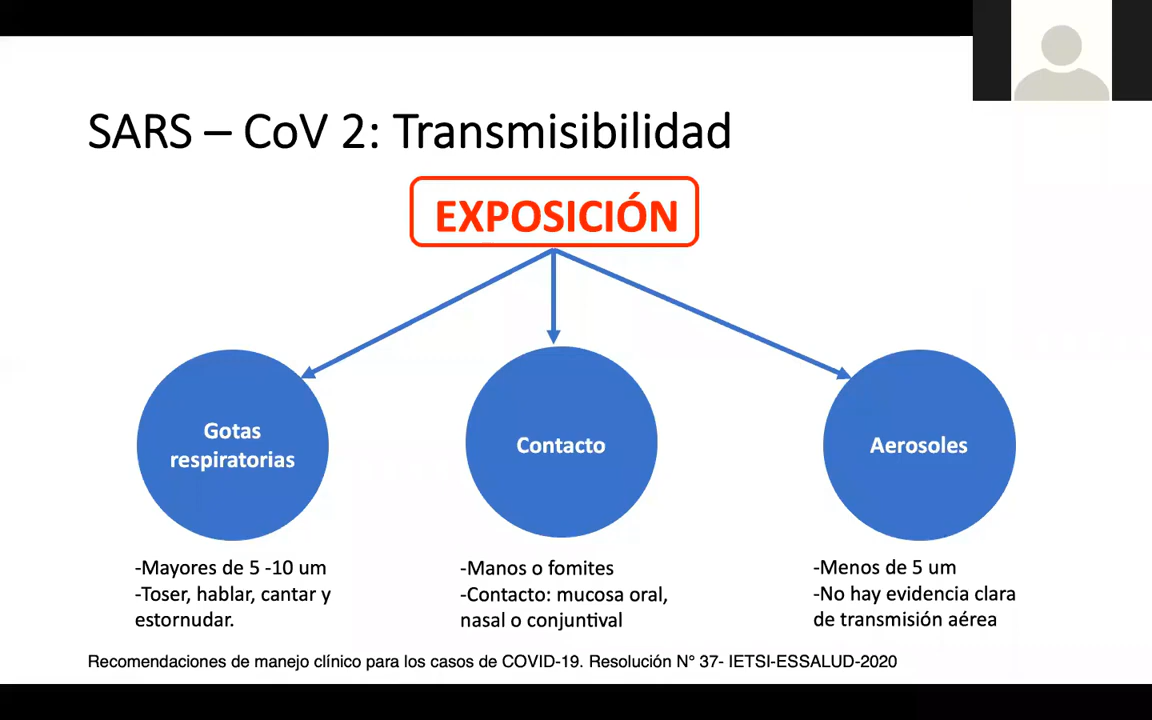 SARS – CoV 2: Transmisibilidad
EXPOSICIÓN
Gotas
respiratorias
-Mayores de 5 -10 um
-Toser, hablar, cantar y
estornudar.
Contacto
-Manos o fomites
-Contacto: mucosa oral,
nasal o conjuntival
Aerosoles
-Menos de 5 um
-No hay evidencia clara
de transmisión aérea
Recomendaciones de manejo clínico para los casos de COVID-19. Resolución N° 37- IETSI-ESSALUD-2020